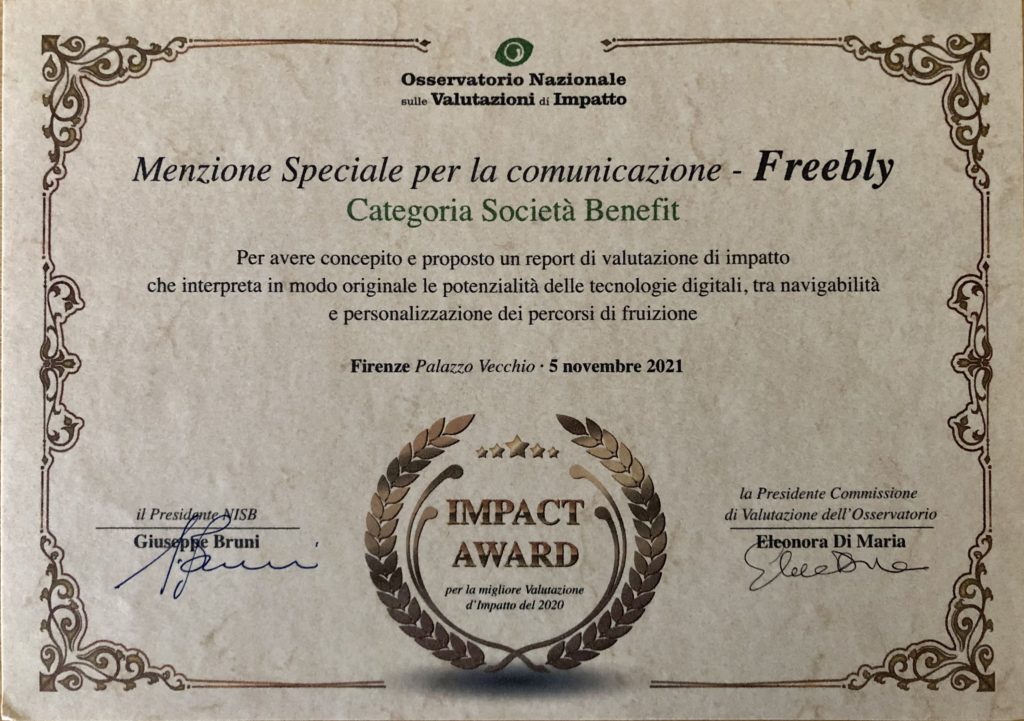 Osservatorio Nazionale
sulle Valutazioni di Impatto
Menzione Speciale per la comunicazione - Freebly
Categoria Società Benefit
Per avere concepito e proposto un report di valutazione di impatto
che interpreta in modo originale le potenzialità delle tecnologie digitali, tra navigabilità
e personalizzazione dei percorsi di fruizione
Firenze Palazzo Vecchio · 5 novembre 2021
IMPACT
AWARD
per la migliore Valutazione
d'Impatto del 2020
il Presidente NISB
Giuseppe Bruni
la Presidente Commissione
di Valutazione dell'Osservatorio
Eleonora Di Maria